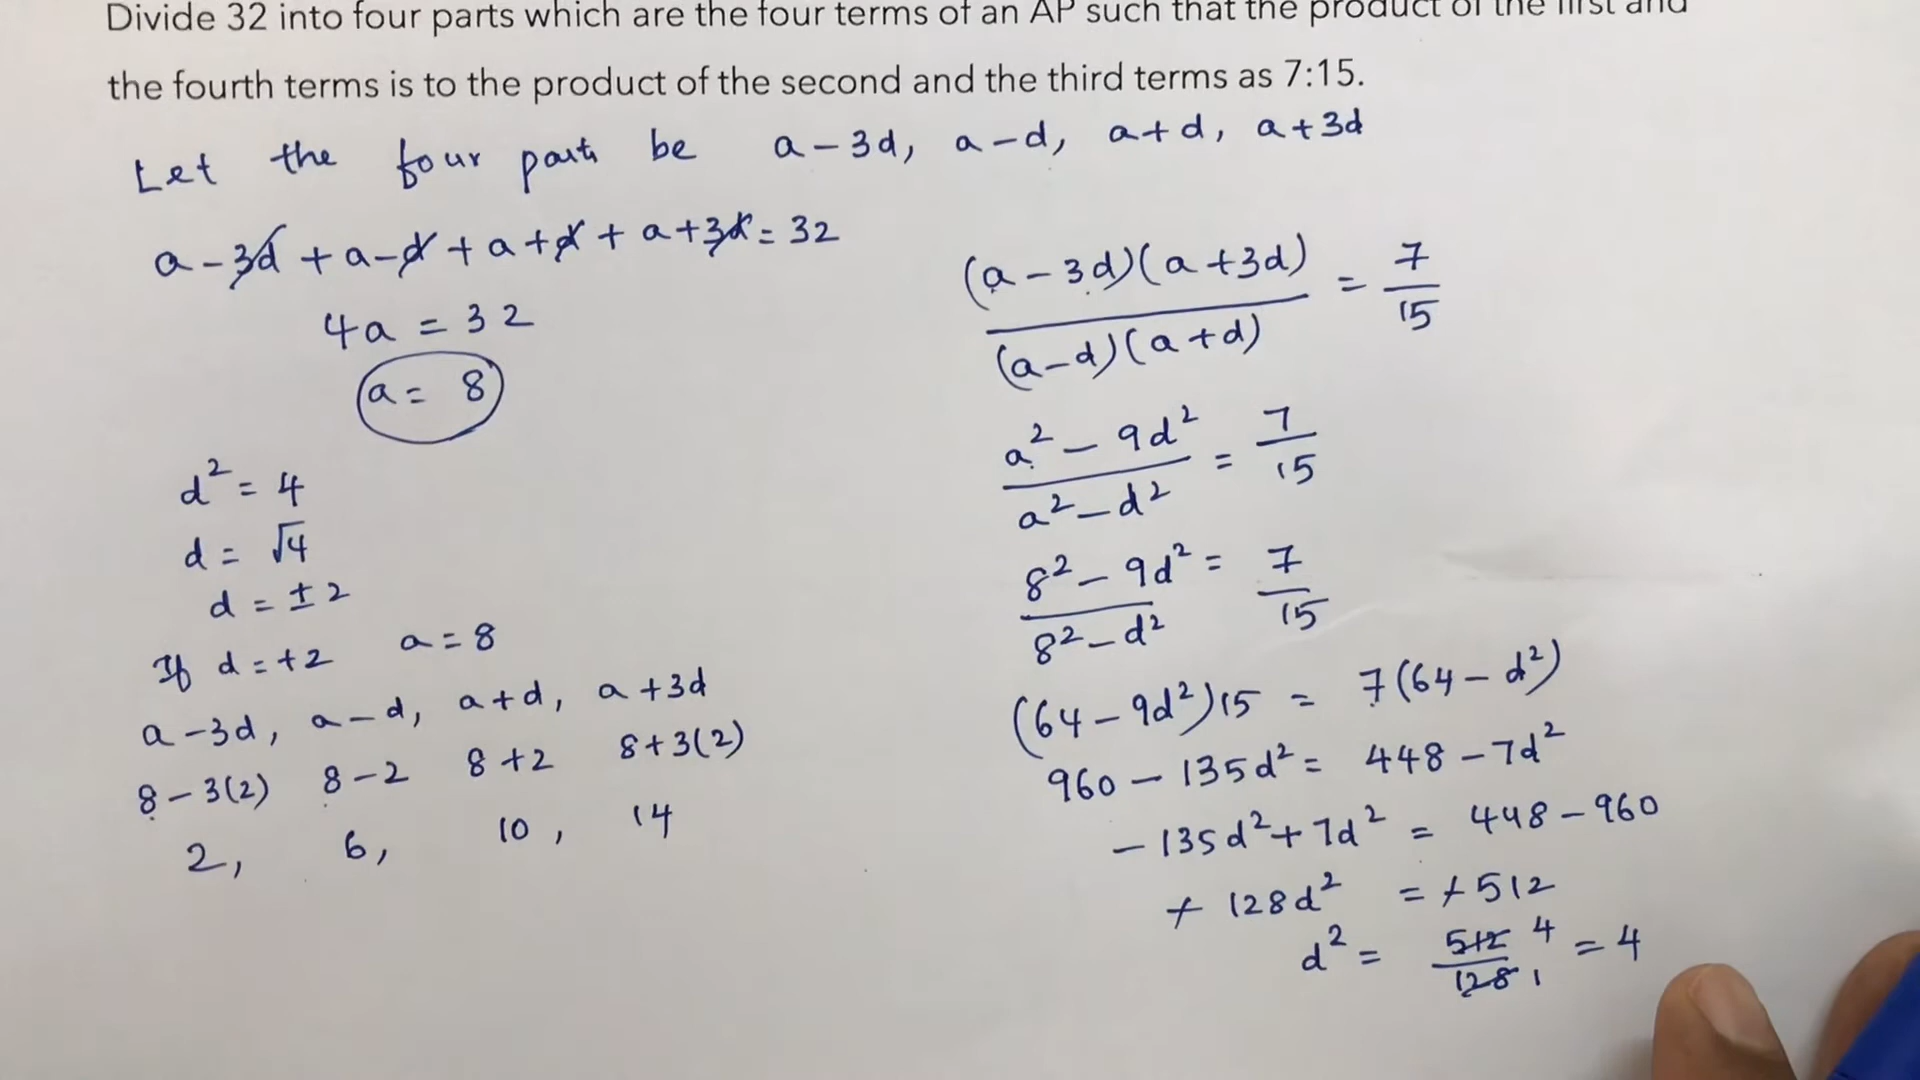 Divide 32 into four parts which are the four terms of an AP such that the product of the first and
the fourth terms is to the product of the second and the third terms as 7:15.
Let the four parts be a-3d, a-d, a+d, a+3d
a-3d + a-d + a+d + a+3d = 32
4a = 32
a = 8
d² = 4
d = √4
d = ±2
If d = +2 a = 8
a-3d, a-d, a+d, a+3d
8-3(2) 8-2 8+2 8+3(2)
2, 6, 10, 14
(a-3d)(a+3d) / (a-d)(a+d) = 7/15
a² - 9d² / a² - d² = 7/15
8² - 9d² / 8² - d² = 7/15
(64-9d²)15 = 7(64-d²)
960 - 135d² = 448 - 7d²
-135d² + 7d² = 448 - 960
-128d² = -512
d² = 512/128 4/1 = 4